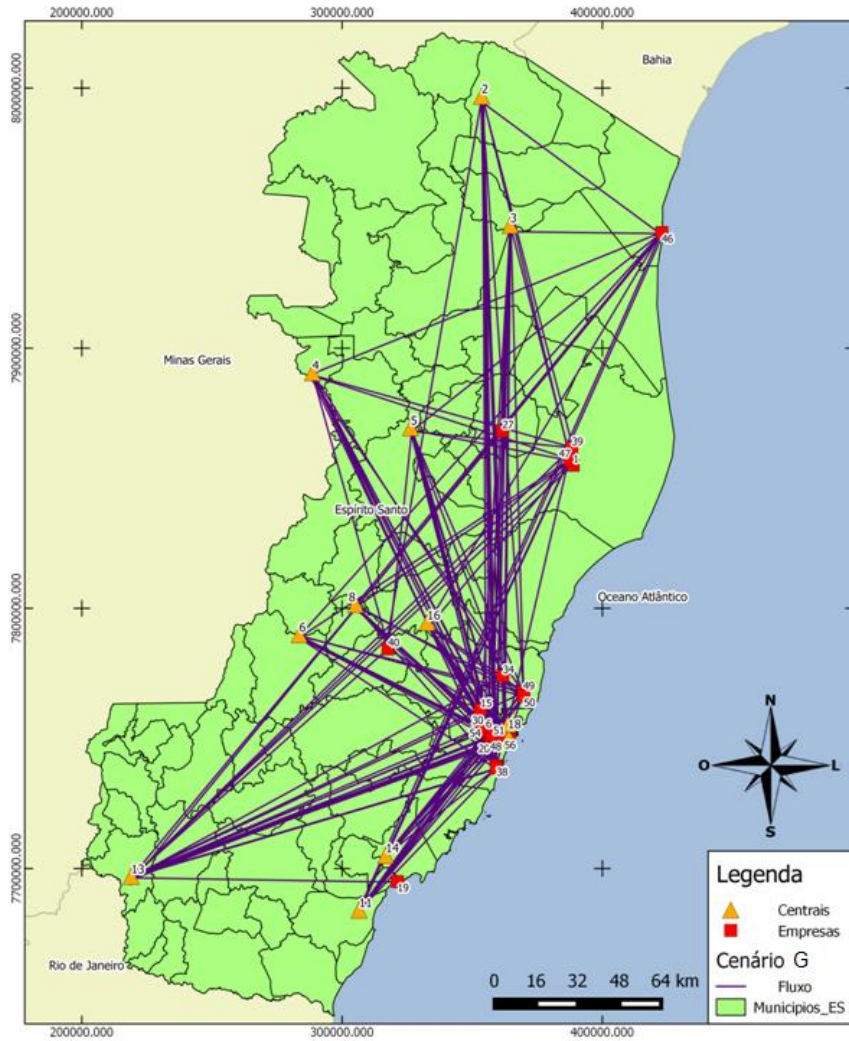 200000.000 300000.000 400000.000
Bahia
8000000.000
2
3
46
7900000.000
Minas Gerais
4
5
27
39
47 1
Espírito Santo
Oceano Atlântico
7800000.000
8
16
6
40
34
49
15
50
30 6 18
54 51
20 48 56
38
N
O L
S
14
13
7700000.000
19
11
Rio de Janeiro
0 16 32 48 64 km
Legenda
Centrais
Empresas
Cenário G
Fluxo
Municipios_ES
200000.000 300000.000 400000.000